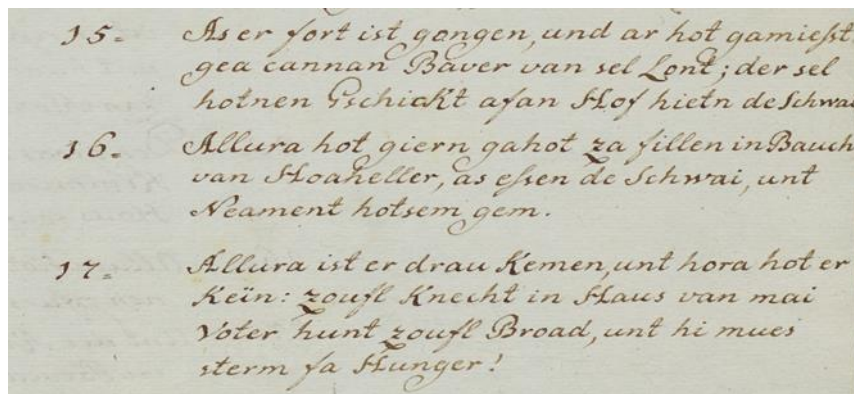 15. As er fort ist gongen, und ar hot gamiest
gea cannan Baver van sel Lont; der sel
hotnen Gschickt afan Hof hietn de Schwai
16. Allura hot giern gahot za fillen in Bauch
van Hoaheller, as eſsen de Schwai, unt
Neament hotsem gem.
17. Allura ist er drau Kemen, unt hora hot er
Keïn: zoufl Knecht in Haus van mai
Voter hunt zoufl Broad, unt hi mues
sterm fa Hunger!